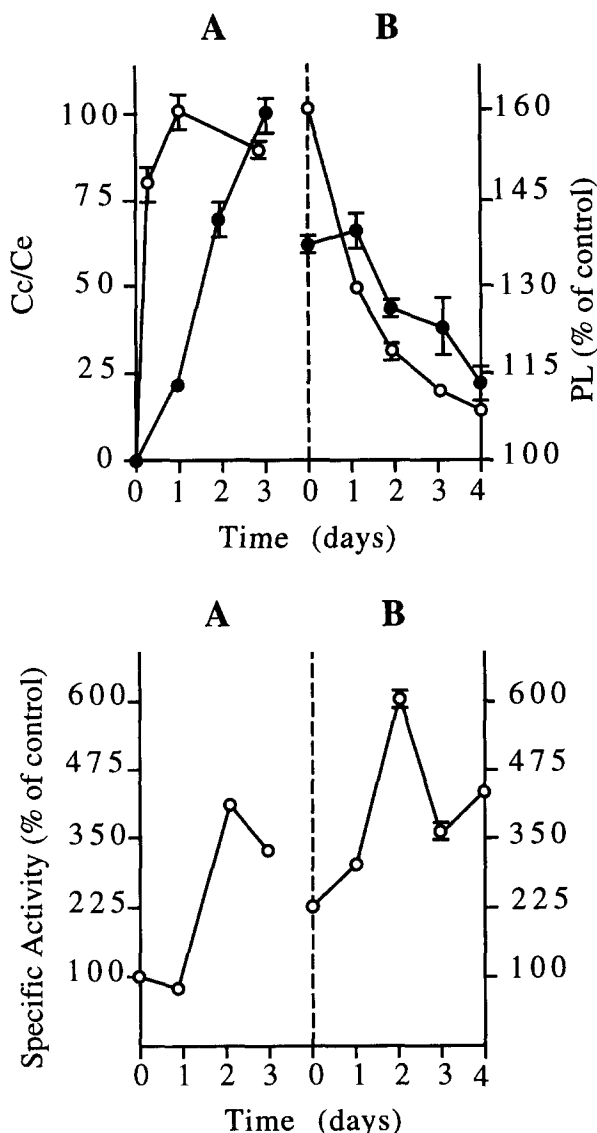 A B
100
75
50
25
0
Cc/Ce
160
145
130
115
100
PL (% of control)
0 1 2 3 0 1 2 3 4
Time (days)
A B
600
475
350
225
100
Specific Activity (% of control)
600
475
350
225
100
0 1 2 3 0 1 2 3 4
Time (days)